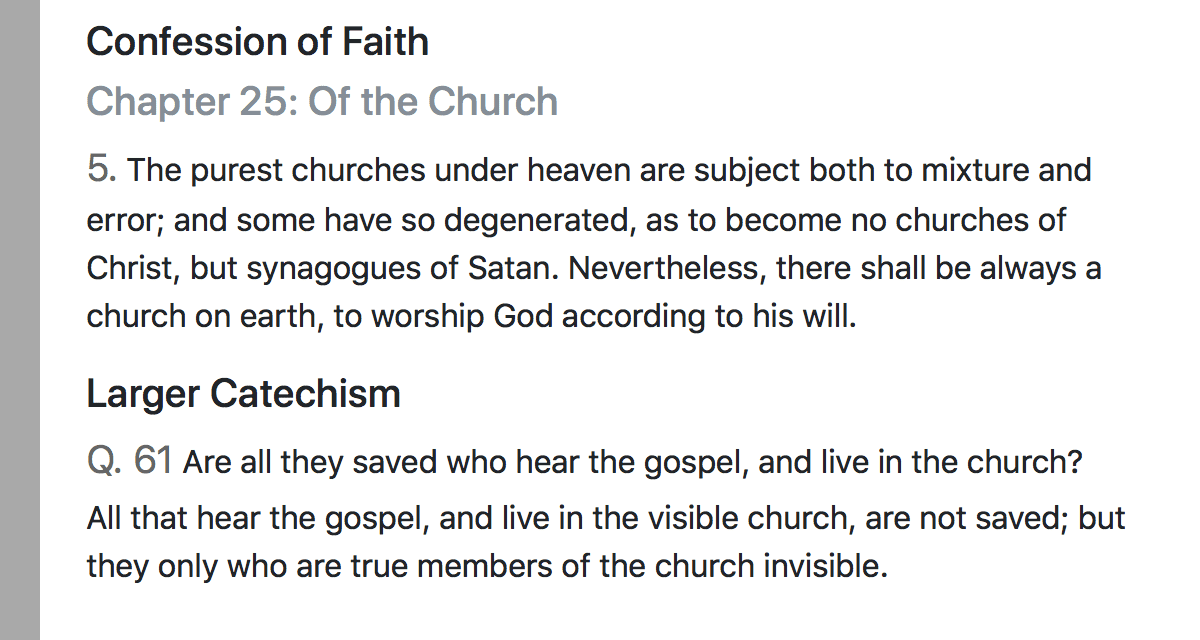 Confession of Faith
Chapter 25: Of the Church
5. The purest churches under heaven are subject both to mixture and
error; and some have so degenerated, as to become no churches of
Christ, but synagogues of Satan. Nevertheless, there shall be always a
church on earth, to worship God according to his will.
Larger Catechism
Q. 61 Are all they saved who hear the gospel, and live in the church?
All that hear the gospel, and live in the visible church, are not saved; but
they only who are true members of the church invisible.